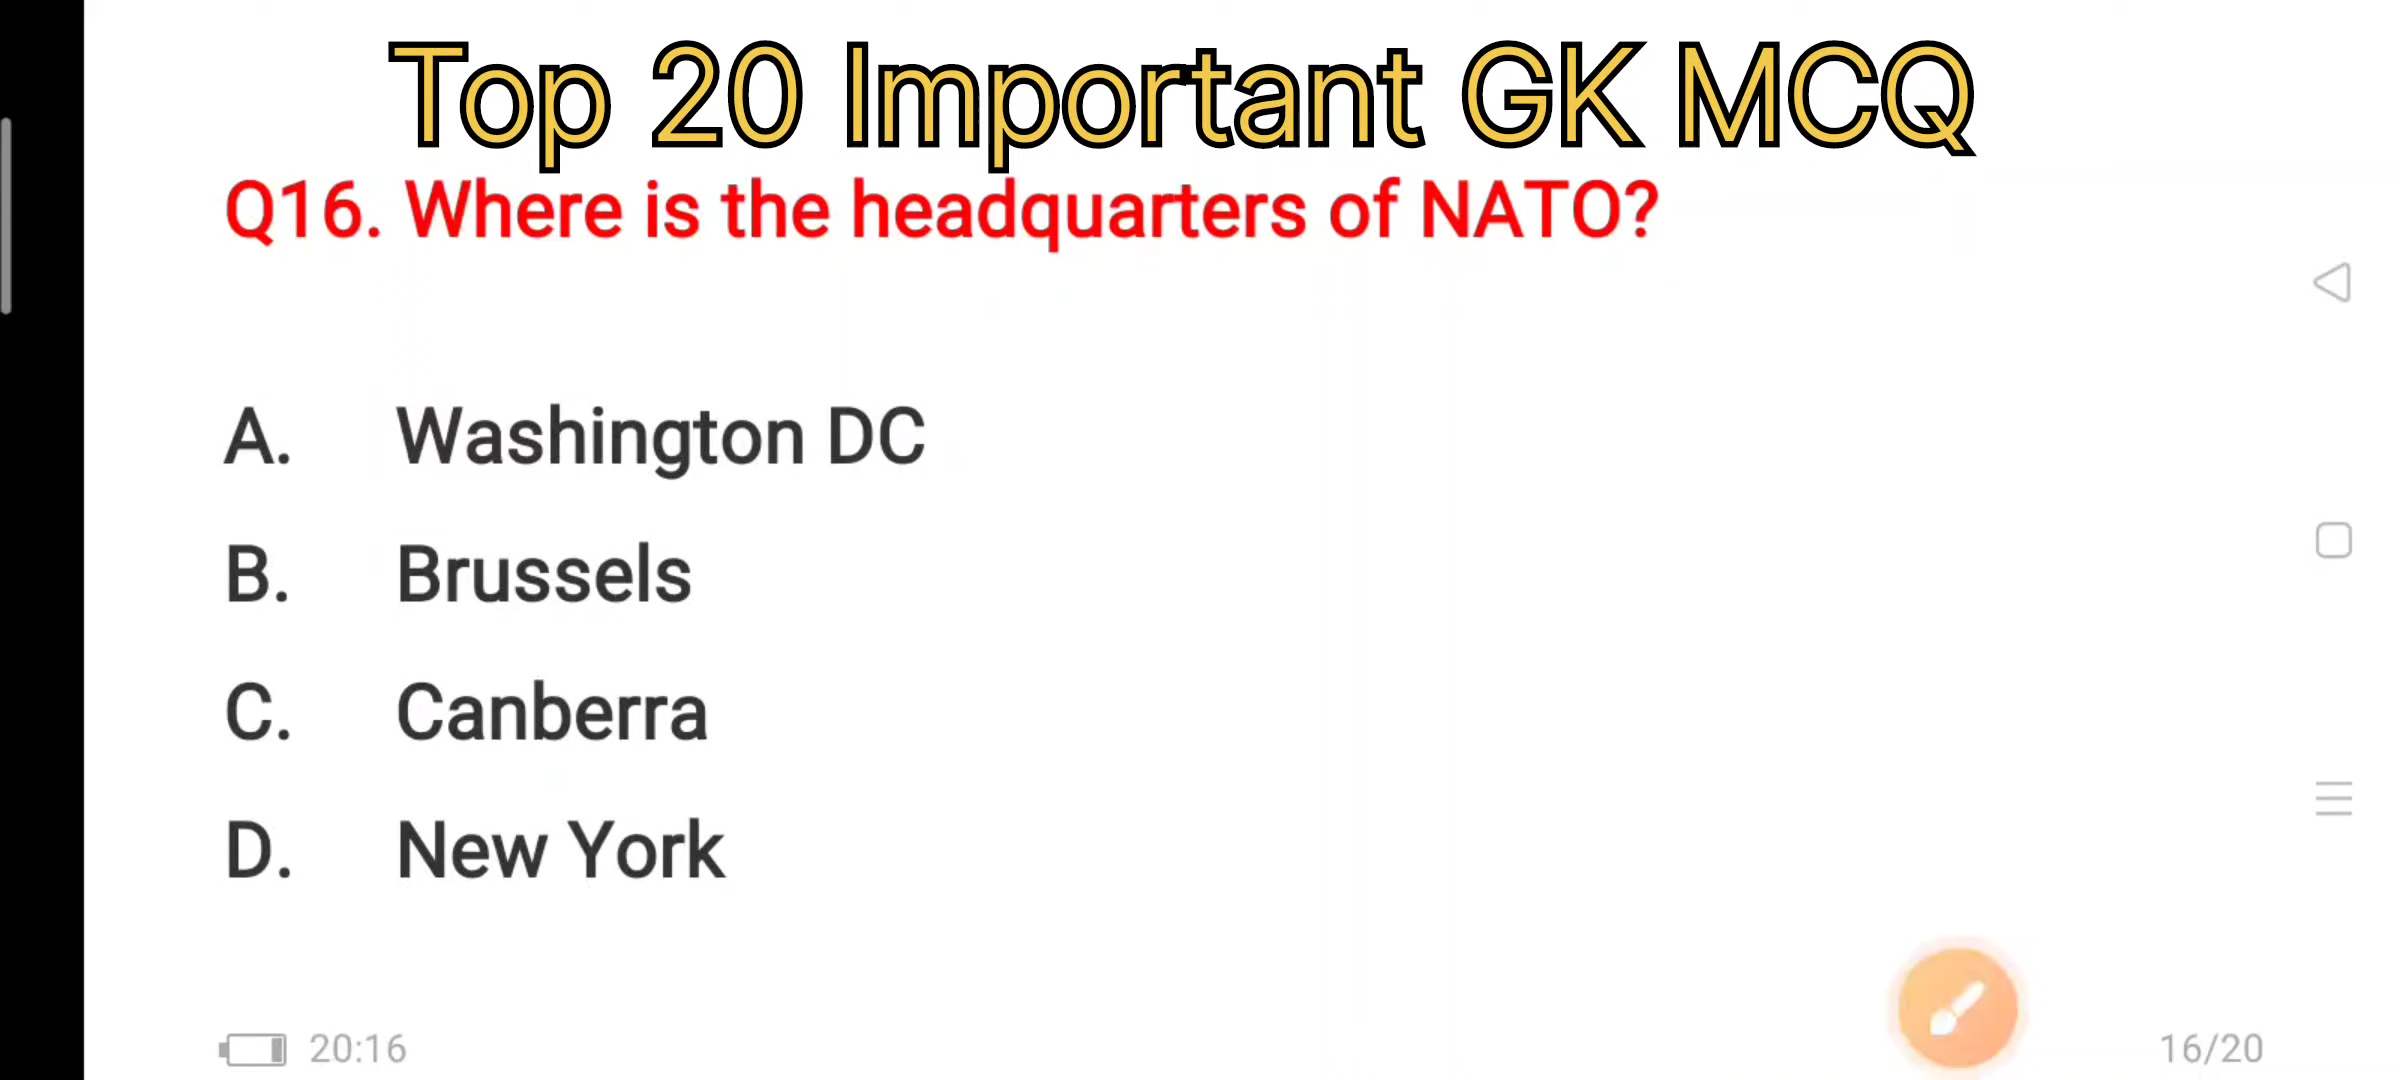 Top 20 Important GK MCQ
Q16. Where is the headquarters of NATO?
A. Washington DC
B. Brussels
C. Canberra
D. New York
20:16
16/20